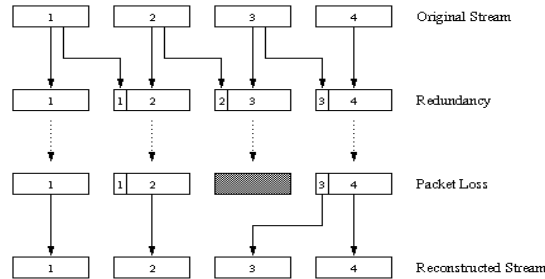 1 2 3 4 Original Stream
1 1 2 2 3 3 4 Redundancy
1 1 2 3 4 Packet Loss
1 2 3 4 Reconstructed Stream